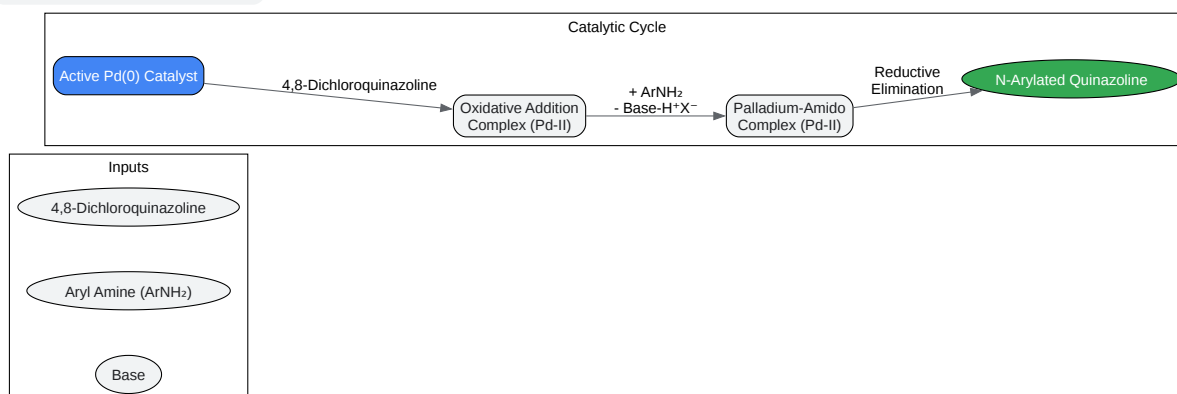 Catalytic Cycle
Active Pd(0) Catalyst
4,8-Dichloroquinazoline
Oxidative Addition
Complex (Pd-II)
+ ArNH₂
- Base-H⁺X⁻
Palladium-Amido
Complex (Pd-II)
Reductive
Elimination
N-Arylated Quinazoline
Inputs
4,8-Dichloroquinazoline
Aryl Amine (ArNH₂)
Base